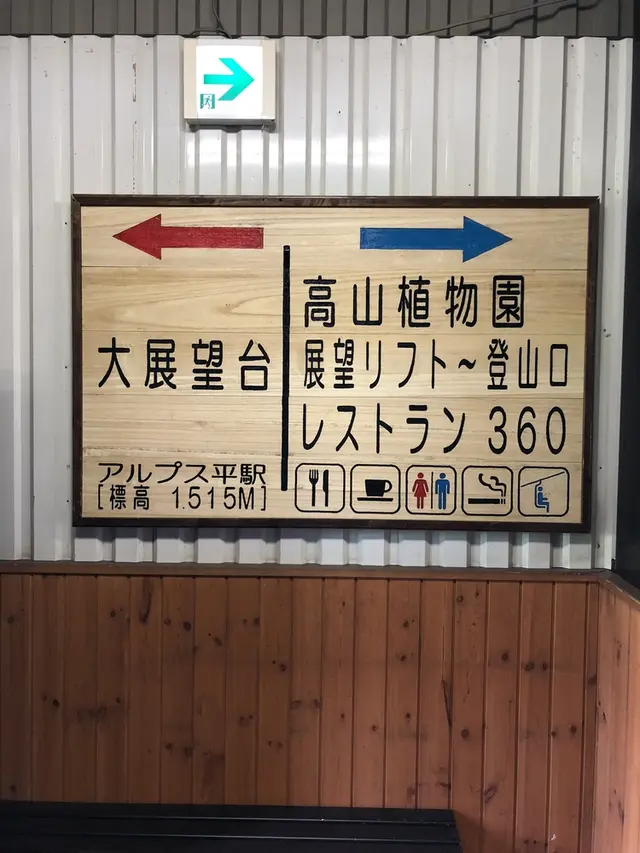 大展望台
アルプス平駅
[標高 1.515M]
高山植物園
展望リフト~登山口
レストラン 360